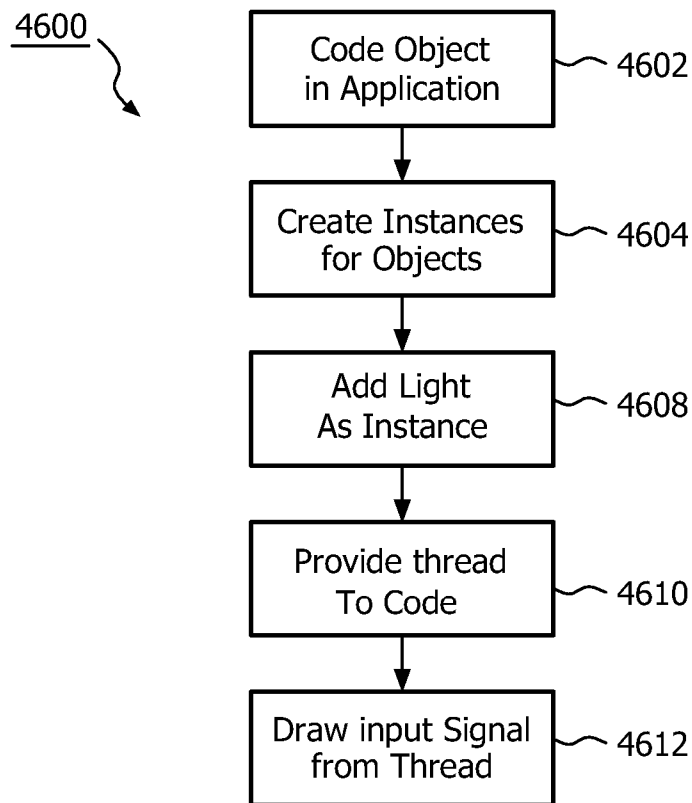 4600
Code Object
in Application
4602
Create Instances
for Objects
4604
Add Light
As Instance
4608
Provide thread
To Code
4610
Draw input Signal
from Thread
4612